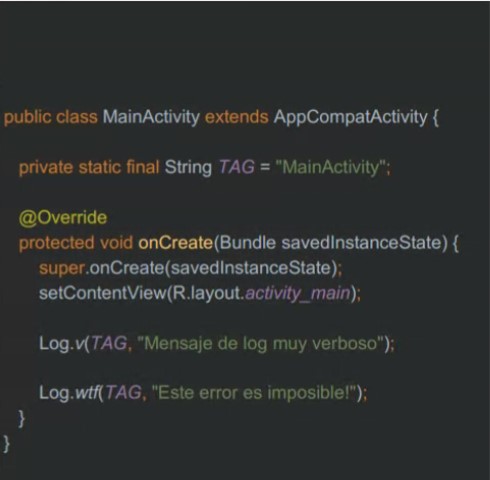 public class MainActivity extends AppCompatActivity {
private static final String TAG = "MainActivity";
@Override
protected void onCreate(Bundle savedInstanceState) {
super.onCreate(savedInstanceState);
setContentView(R.layout.activity_main);
Log.v(TAG, "Mensaje de log muy verboso");
Log.wtf(TAG, "Este error es imposible!");
}
}